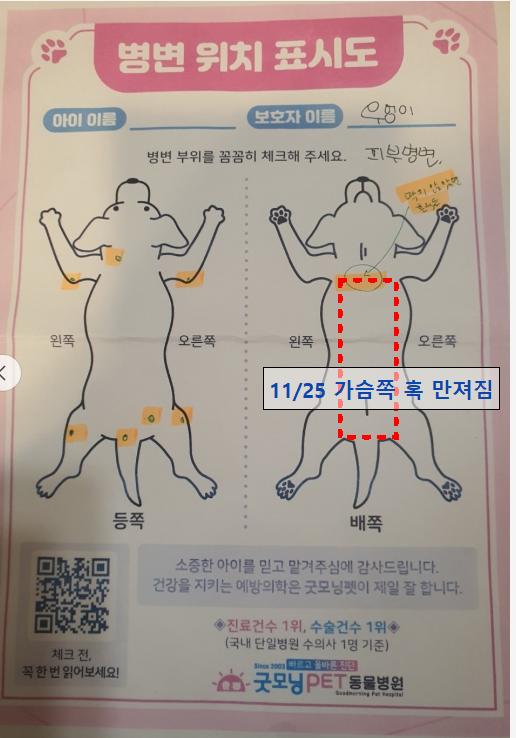 병변 위치 표시도
아이 이름
보호자 이름 우엉이
병변 부위를 꼼꼼히 체크해 주세요. 피부병변.
왼쪽 오른쪽 왼쪽 오른쪽
11/25 가슴쪽 혹 만져짐
등쪽 배쪽
소중한 아이를 믿고 맡겨주심에 감사드립니다.
건강을 지키는 예방의학은 굿모닝펫이 제일 잘 합니다.
◈진료건수 1위, 수술건수 1위◈
(국내 단일병원 수의사 1명 기준)
체크 전,
꼭 한 번 읽어보세요!
Since 2003 빠르고 올바른 진단
굿모닝PET동물병원
GoodMorning Pet Hospital